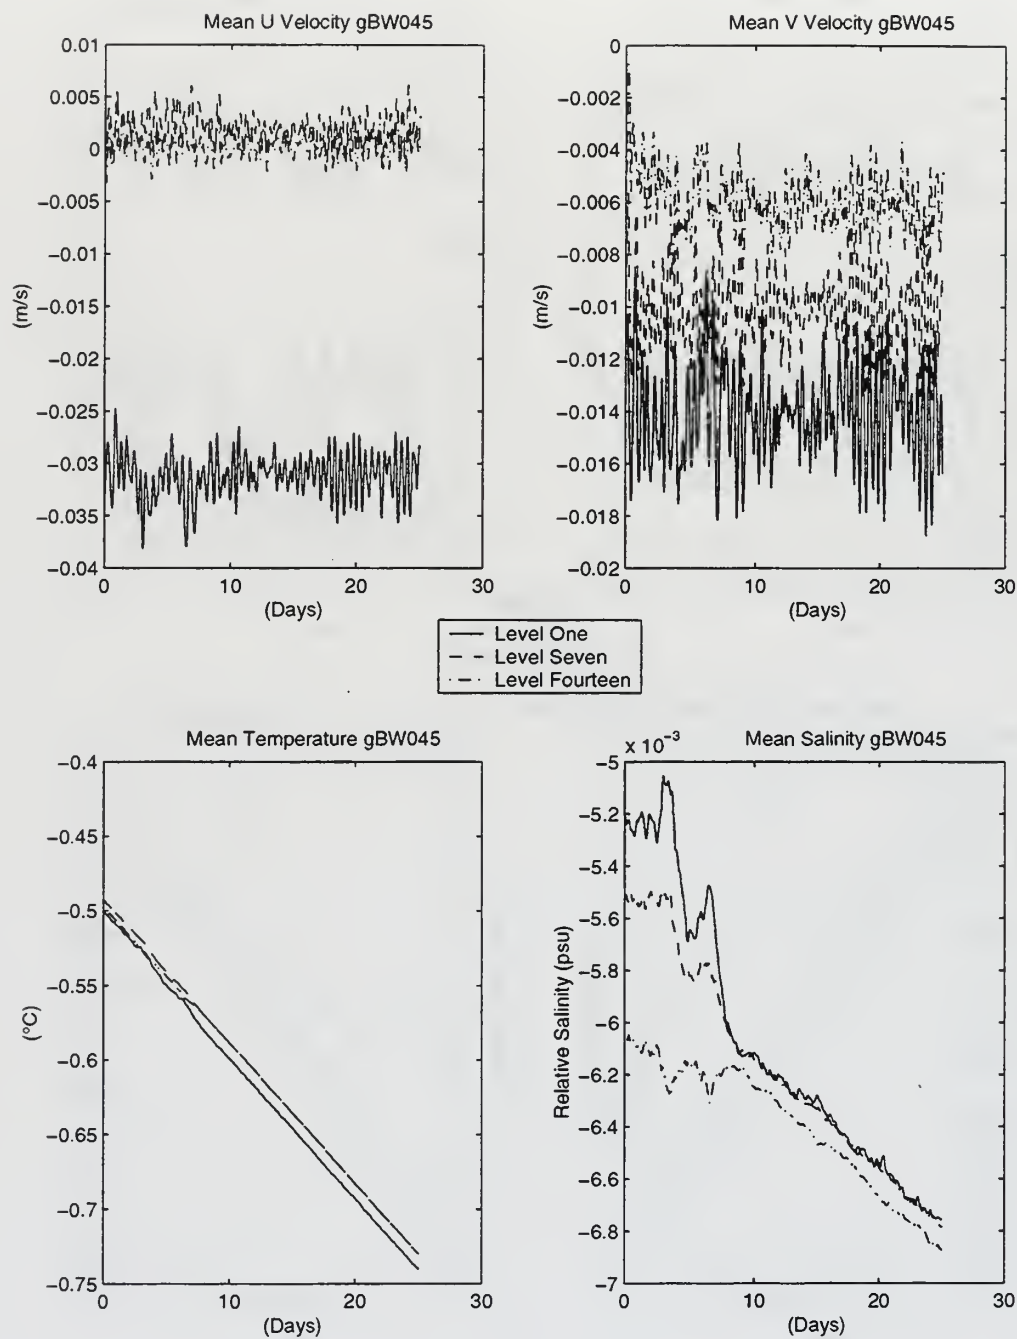 Mean U Velocity gBW045
0.01
0.005
0
−0.005
−0.01
−0.015
−0.02
−0.025
−0.03
−0.035
−0.04
(m/s)
0 10 20 30
(Days)
Mean V Velocity gBW045
0
−0.002
−0.004
−0.006
−0.008
−0.01
−0.012
−0.014
−0.016
−0.018
−0.02
(m/s)
0 10 20 30
(Days)
Level One
Level Seven
Level Fourteen
Mean Temperature gBW045
−0.4
−0.45
−0.5
−0.55
−0.6
−0.65
−0.7
−0.75
(°C)
0 10 20 30
(Days)
x 10⁻³ Mean Salinity gBW045
−5
−5.2
−5.4
−5.6
−5.8
−6
−6.2
−6.4
−6.6
−6.8
−7
Relative Salinity (psu)
0 10 20 30
(Days)